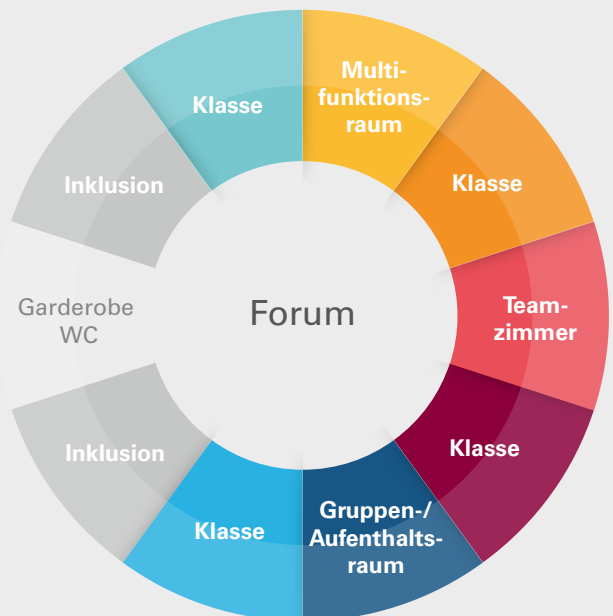 Multi-
funktions-
raum
Klasse
Team-
zimmer
Klasse
Gruppen-/
Aufenthalts-
raum
Klasse
Inklusion
Garderobe
WC
Inklusion
Klasse
Forum